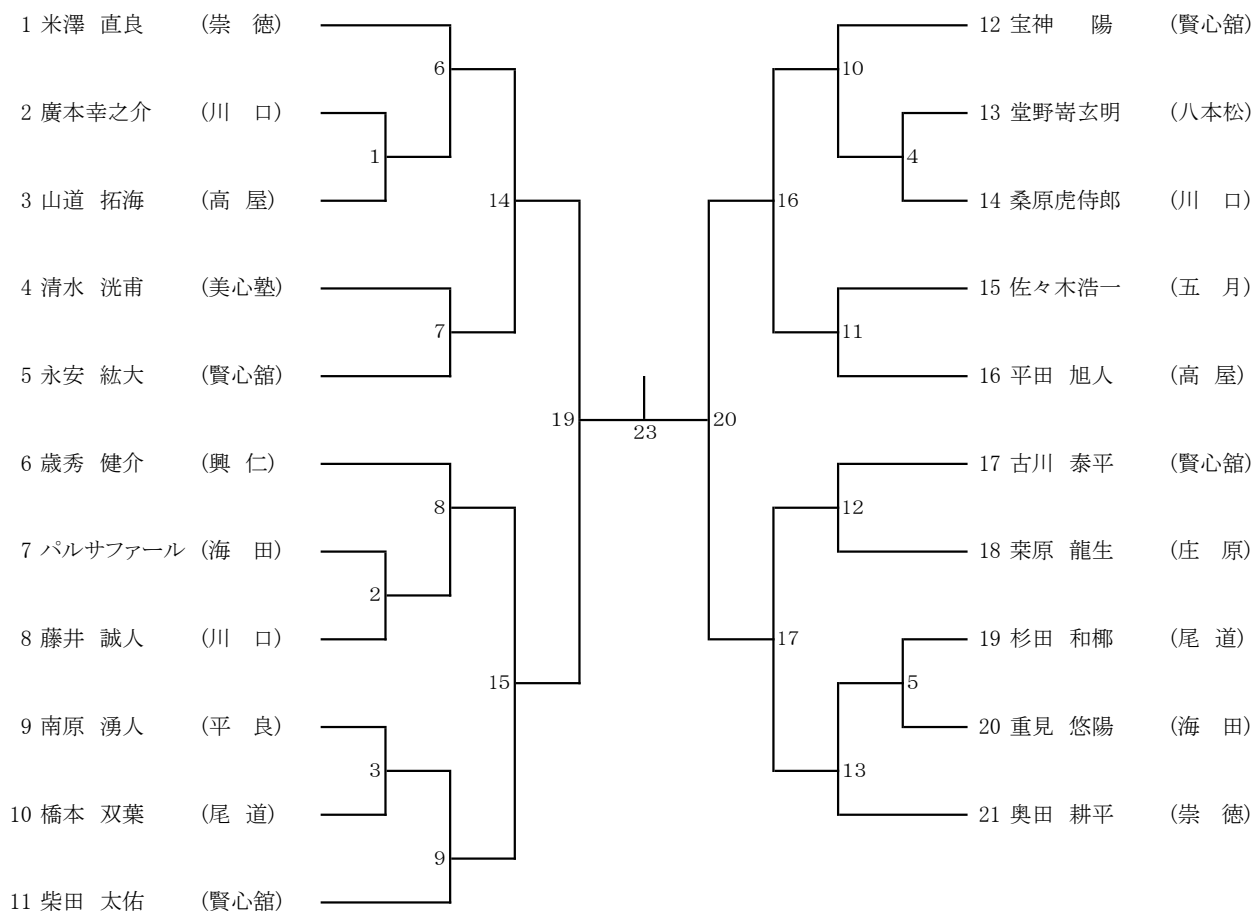 1 米澤 直良 (崇 徳)
2 廣本幸之介 (川 口)
3 山道 拓海 (高 屋)
4 清水 洸甫 (美心塾)
5 永安 紘大 (賢心舘)
6 歳秀 健介 (興 仁)
7 パルサファール (海 田)
8 藤井 誠人 (川 口)
9 南原 湧人 (平 良)
10 橋本 双葉 (尾 道)
11 柴田 太佑 (賢心舘)
6
1
14
7
19
8
2
15
3
9
23
12 宝神 陽 (賢心舘)
13 堂野嵜玄明 (八本松)
14 桑原虎侍郎 (川 口)
15 佐々木浩一 (五 月)
16 平田 旭人 (高 屋)
17 古川 泰平 (賢心舘)
18 桒原 龍生 (庄 原)
19 杉田 和梛 (尾 道)
20 重見 悠陽 (海 田)
21 奥田 耕平 (崇 徳)
10
4
16
11
20
12
17
5
13